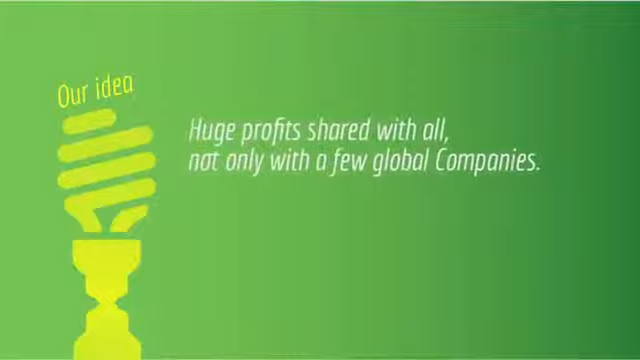 Our idea
Huge profits shared with all,
not only with a few global Companies.